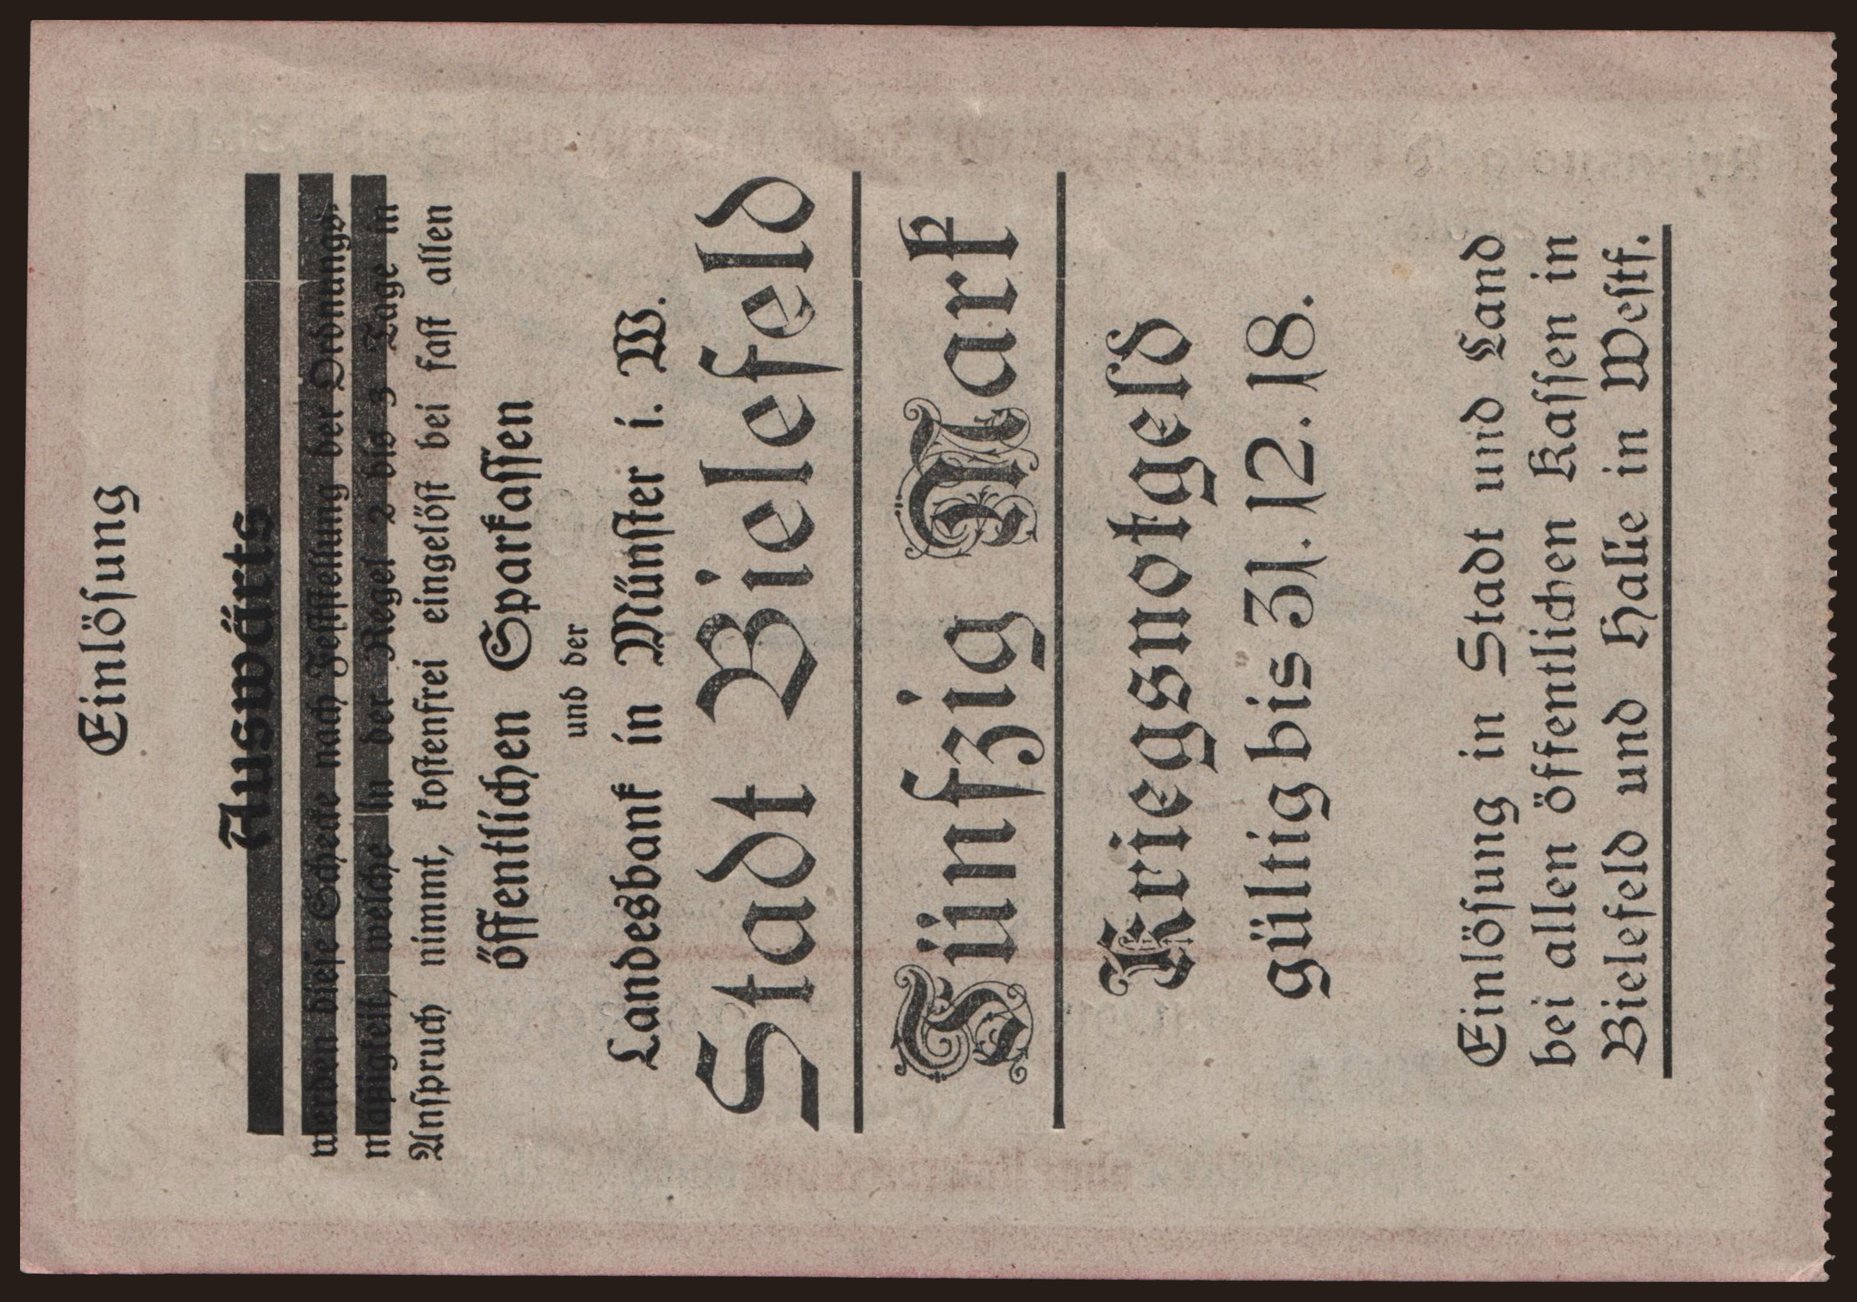 Einlösung
Auswärts
werden diese Schecke nach Feststellung der Ordnungs-
mäßigkeit, welche in der Regel 2 bis 3 Tage in
Anspruch nimmt, kostenfrei eingelöst bei fast allen
öffentlichen Sparkassen
und der
Landesbank in Münster i. W.
Stadt Bielefeld
Fünfzig Mark
Kriegsnotgeld
gültig bis 31. 12. 18.
Einlösung in Stadt und Land
bei allen öffentlichen Kassen in
Bielefeld und Halle in Westf.